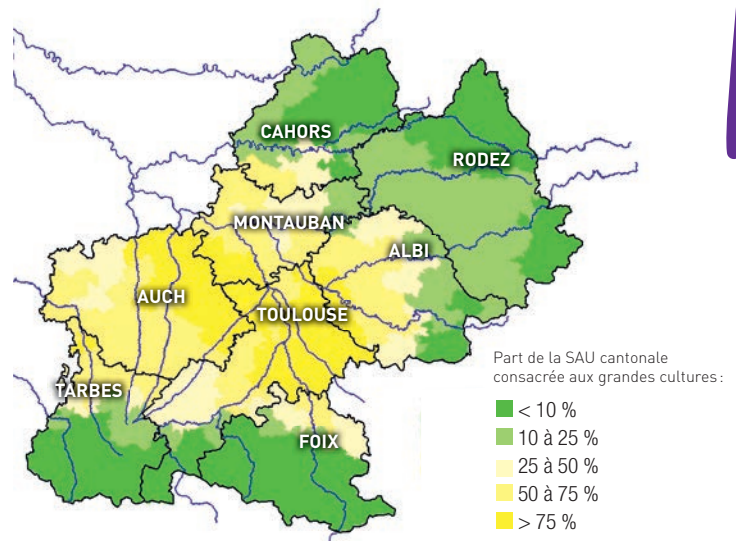 CAHORS
RODEZ
MONTAUBAN
ALBI
AUCH
TOULOUSE
TARBES
FOIX
Part de la SAU cantonale
consacrée aux grandes cultures :
< 10 %
10 à 25 %
25 à 50 %
50 à 75 %
> 75 %